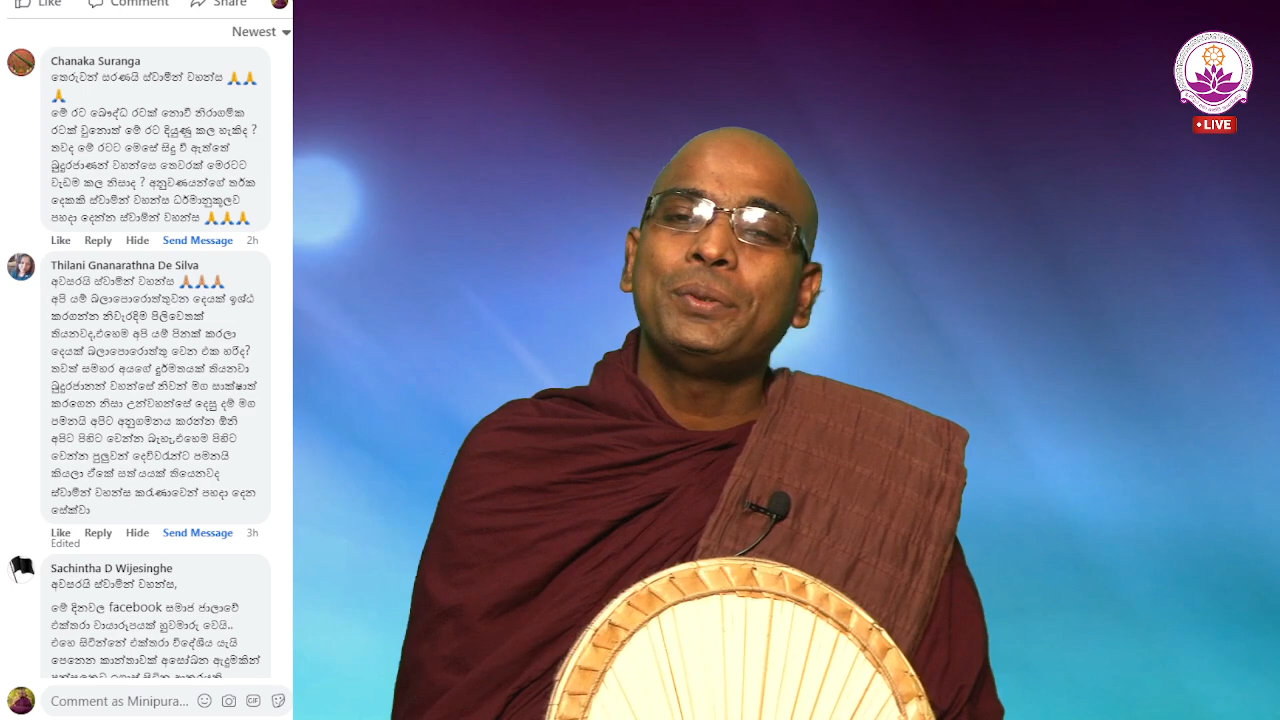 Like Comment Share
Newest
Chanaka Suranga
තෙරුවන් සරණයි ස්වාමීන් වහන්ස 🙏🙏
🙏
මේ රට බෞද්ධ රටක් නොවී නිරාගමික
රටක් වුනොත් මේ රට දියුණු කල හැකිද ?
තවද මේ රටට මෙසේ සිදු වී ඇත්තේ
බුදුරජාණන් වහන්සෙ තෙවරක් මෙරටට
වැඩම කල නිසාද ? අනුවණයන්ගේ තර්ක
දෙකකි ස්වාමීන් වහන්ස ධර්මානුකූලව
පහදා දෙන්න ස්වාමීන් වහන්ස 🙏🙏🙏
Like Reply Hide Send Message 2h
Thilani Gnanarathna De Silva
අවසරයි ස්වාමීන් වහන්ස 🙏🙏🙏
අපි යම් බලාපොරොත්තුවන දෙයක් ඉශ්ඨ
කරගන්න නිවැරදිම පිලිවෙතක්
තියනවද,එහෙම අපි යම් පිනක් කරලා
දෙයක් බලාපොරොත්තු වෙන එක හරිද?
තවත් සමහර අයගේ දුර්මතයක් තියනවා
බුදුරජානන් වහන්සේ නිවන් මග සාක්ෂාත්
කරගෙන නිසා උන්වහන්සේ දෙසු දම් මග
පමනයි අපිට අනුගමනය කරන්න ඕනි
අපිට පිහිට වෙන්න බැහැ,එහෙම පිහිට
වෙන්න පුලුවන් දෙවිවරුන්ට පමනයි
කියලා ඒකේ සත්‍යයක් තියෙනවද
ස්වාමීන් වහන්ස කරුණාවෙන් පහදා දෙන
සේක්වා
Like Reply Hide Send Message 3h
Edited
Sachintha D Wijesinghe
අවසරයි ස්වාමීන් වහන්ස,
මේ දිනවල facebook සමාජ ජාලාවේ
එක්තරා ඡායාරූපයක් හුවමාරු වෙයි..
එහෙ සිටින්නේ එක්තරා විදේශීය යැයි
පෙනෙන කාන්තාවක් අසෝබන ඇදුමකින්
Comment as Minipura...
GIF
LIVE